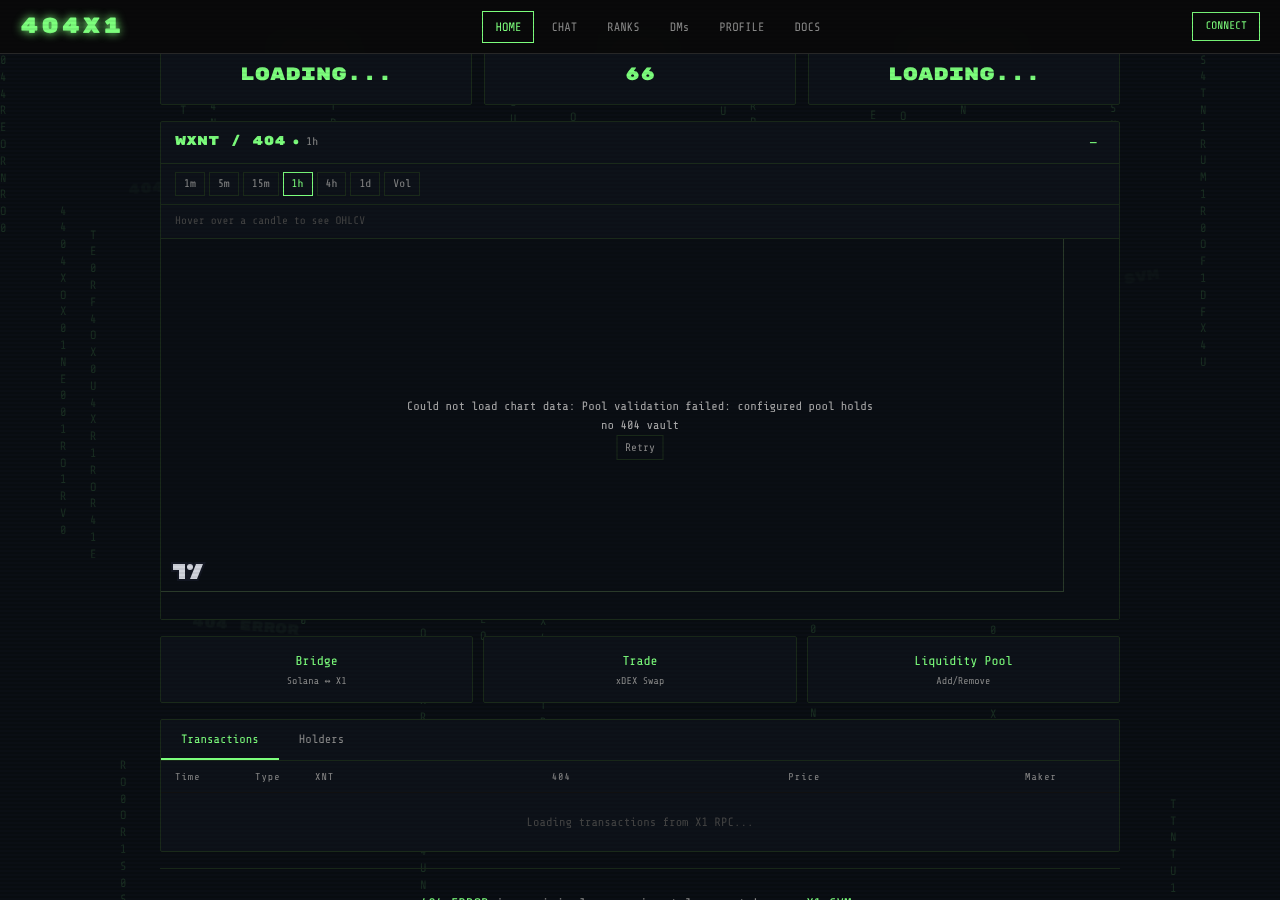 404X1
HOME CHAT RANKS DMs PROFILE DOCS
CONNECT
LOADING... 66 LOADING...
WXNT / 404 ● 1h —
1m 5m 15m 1h 4h 1d Vol
Hover over a candle to see OHLCV
Could not load chart data: Pool validation failed: configured pool holds
no 404 vault
Retry
404 ERROR
Bridge
Solana ↔ X1
Trade
xDEX Swap
Liquidity Pool
Add/Remove
Transactions Holders
Time Type XNT 404 Price Maker
Loading transactions from X1 RPC...